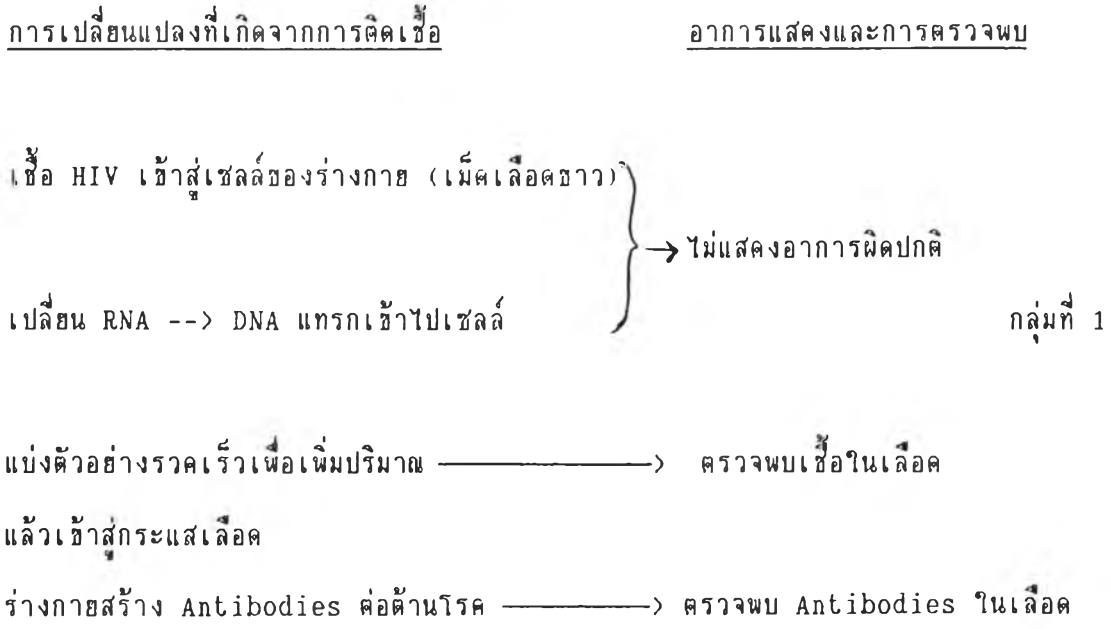 การเปลี่ยนแปลงที่เกิดจากการติดเชื้อ อาการแสดงและการตรวจพบ
เชื้อ HIV เข้าสู่เซลล์ของร่างกาย (เม็ดเลือดขาว)
→ ไม่แสดงอาการผิดปกติ
เปลี่ยน RNA --> DNA แทรกเข้าไปเซลล์ กลุ่มที่ 1
แบ่งตัวอย่างรวดเร็วเพื่อเพิ่มปริมาณ ————> ตรวจพบเชื้อในเลือด
แล้วเข้าสู่กระแสเลือด
ร่างกายสร้าง Antibodies ต่อต้านโรค ————> ตรวจพบ Antibodies ในเลือด